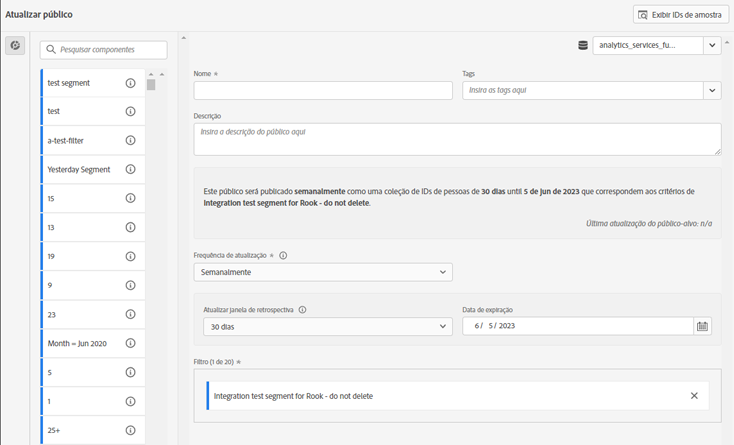 Atualizar público
Exibir IDs de amostra
Pesquisar componentes
test segment
test
a-test-filter
Yesterday Segment
15
13
19
9
23
Month = Jun 2020
5
1
25+
analytics_services_fu...
Nome *
Tags
Insira as tags aqui
Descrição
Insira a descrição do público aqui
Este público será publicado semanalmente como uma coleção de IDs de pessoas de 30 dias until 5 de jun de 2023 que correspondem aos critérios de
Integration test segment for Rook - do not delete.
Última atualização do público-alvo: n/a
Frequência de atualização *
Semanalmente
Atualizar janela de retrospectiva
30 dias
Data de expiração
6 / 5 / 2023
Filtro (1 de 20) *
Integration test segment for Rook - do not delete